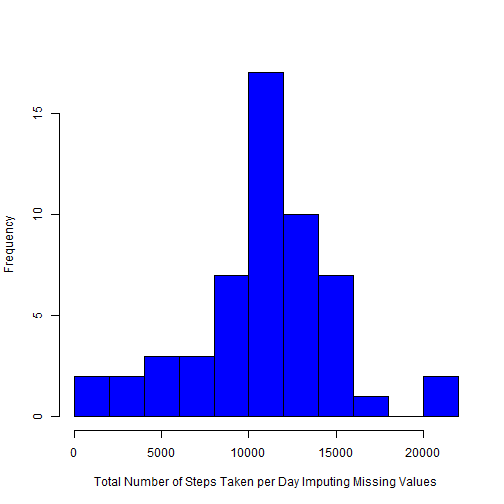 15
10
5
0
Frequency
0 5000 10000 15000 20000
Total Number of Steps Taken per Day Imputing Missing Values